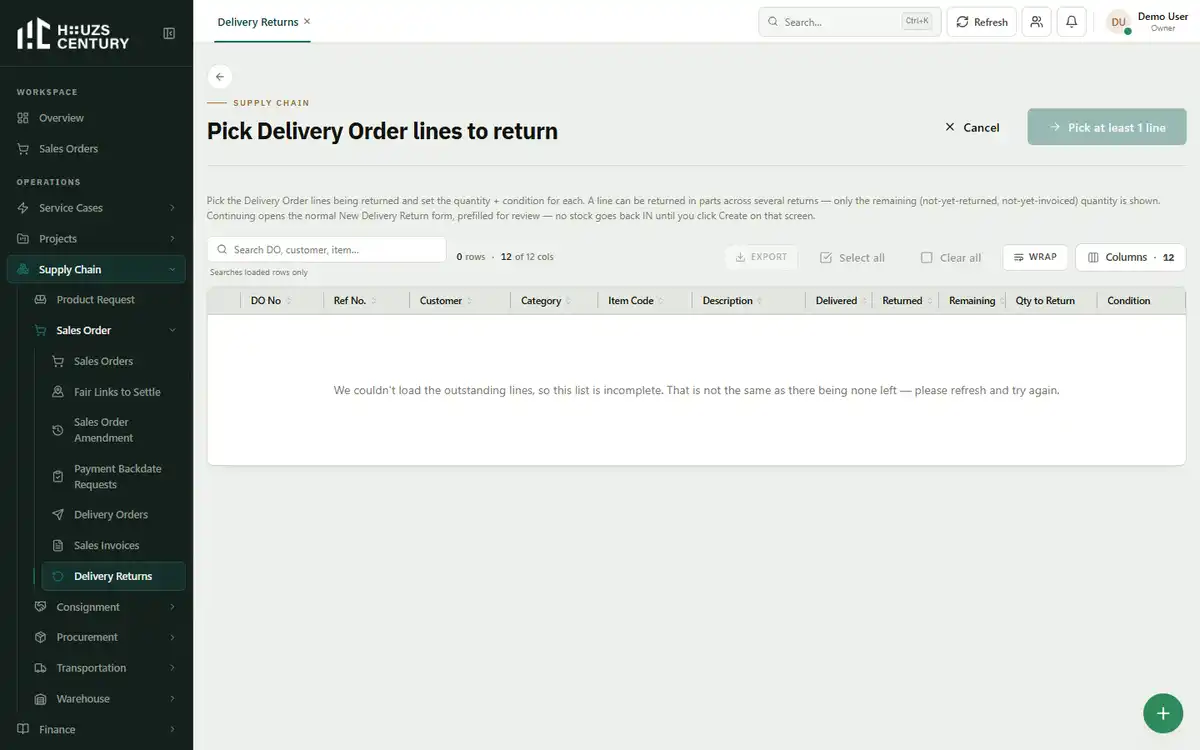 HOUZS
CENTURY
Delivery Returns ×
Search...
Ctrl+K
Refresh
DU
Demo User
Owner
WORKSPACE
Overview
Sales Orders
OPERATIONS
Service Cases
Projects
Supply Chain
Product Request
Sales Order
Sales Orders
Fair Links to Settle
Sales Order
Amendment
Payment Backdate
Requests
Delivery Orders
Sales Invoices
Delivery Returns
Consignment
Procurement
Transportation
Warehouse
Finance
SUPPLY CHAIN
Pick Delivery Order lines to return
Cancel
Pick at least 1 line
Pick the Delivery Order lines being returned and set the quantity + condition for each. A line can be returned in parts across several returns — only the remaining (not-yet-returned, not-yet-invoiced) quantity is shown.
Continuing opens the normal New Delivery Return form, prefilled for review — no stock goes back IN until you click Create on that screen.
Search DO, customer, item...
0 rows · 12 of 12 cols
EXPORT
Select all
Clear all
WRAP
Columns · 12
Searches loaded rows only
DO No
Ref No.
Customer
Category
Item Code
Description
Delivered
Returned
Remaining
Qty to Return
Condition
We couldn't load the outstanding lines, so this list is incomplete. That is not the same as there being none left — please refresh and try again.